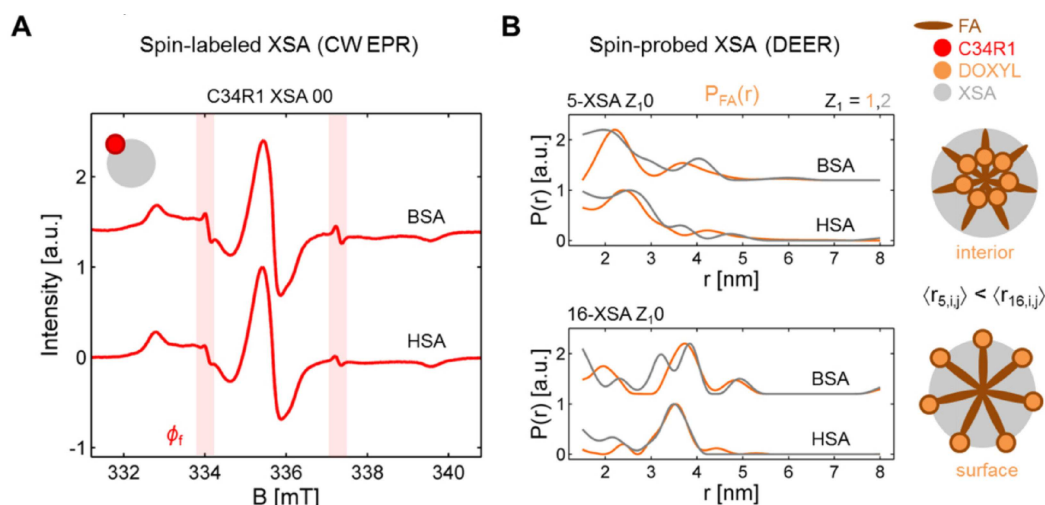 A
Spin-labeled XSA (CW EPR)
C34R1 XSA 00
Intensity [a.u.]
2
1
0
-1
BSA
HSA
ϕf
332 334 336 338 340
B [mT]
B
Spin-probed XSA (DEER)
5-XSA Z₁0 P_FA(r) Z₁ = 1,2
P(r) [a.u.]
2
1
0
BSA
HSA
2 3 4 5 6 7 8
r [nm]
16-XSA Z₁0
P(r) [a.u.]
2
1
0
BSA
HSA
2 3 4 5 6 7 8
r [nm]
FA
C34R1
DOXYL
XSA
interior
⟨r₅,ᵢ,ⱼ⟩ < ⟨r₁₆,ᵢ,ⱼ⟩
surface